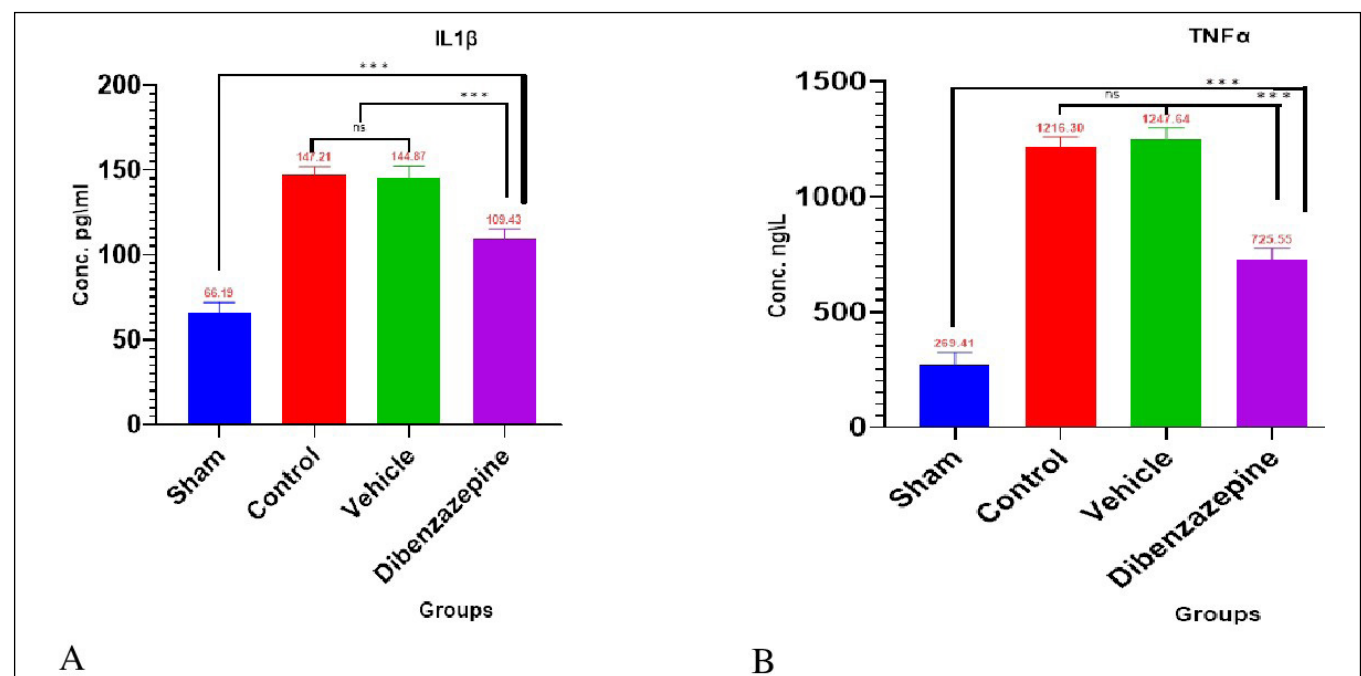 IL1β
200
150
100
50
0
Conc. pg\ml
***
***
ns
66.19
147.21
144.87
109.43
Sham
Control
Vehicle
Dibenzazepine
Groups
A
TNFα
1500
1000
500
0
Conc. ng\L
***
ns
***
269.41
1216.30
1247.64
725.55
Sham
Control
Vehicle
Dibenzazepine
Groups
B